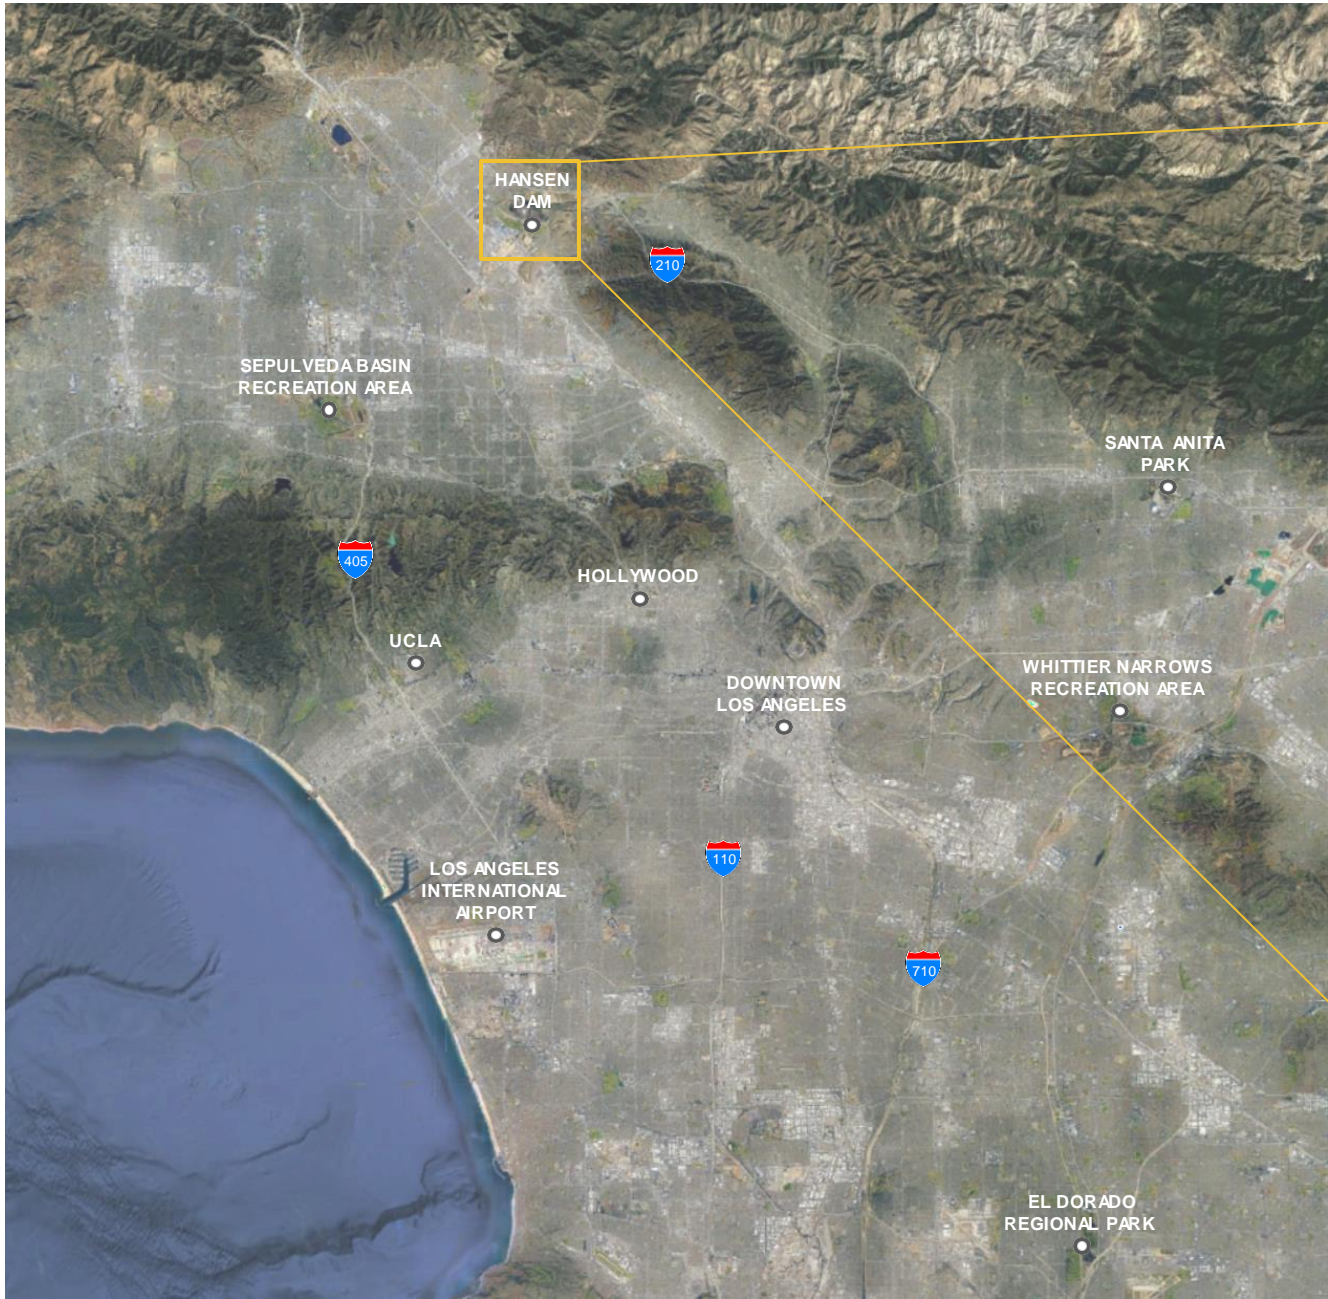 HANSEN
DAM
210
SEPULVEDA BASIN
RECREATION AREA
SANTA ANITA
PARK
405
HOLLYWOOD
UCLA
WHITTIER NARROWS
RECREATION AREA
DOWNTOWN
LOS ANGELES
110
LOS ANGELES
INTERNATIONAL
AIRPORT
710
EL DORADO
REGIONAL PARK